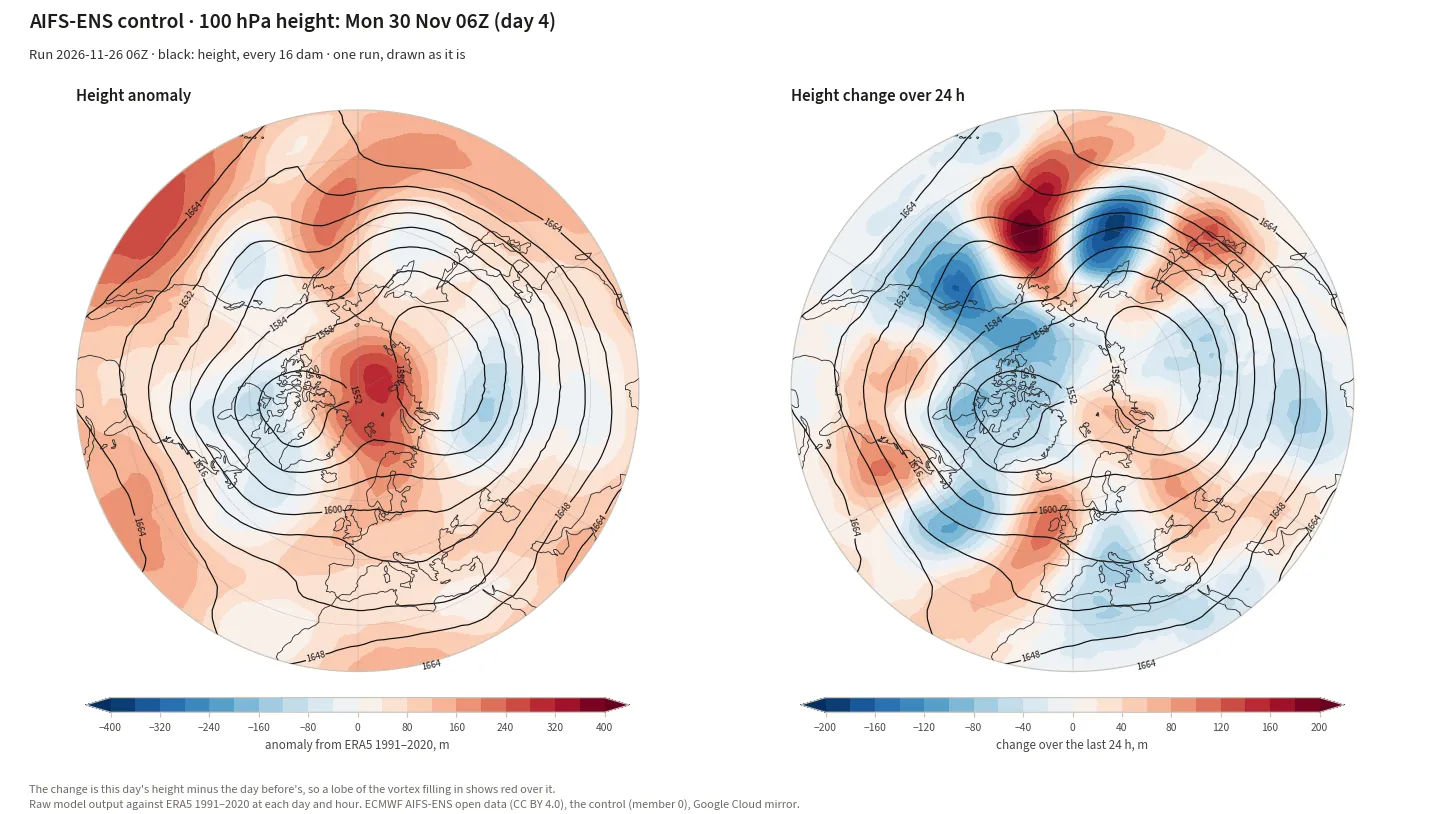 AIFS-ENS control · 100 hPa height: Mon 30 Nov 06Z (day 4)
Run 2026-11-26 06Z · black: height, every 16 dam · one run, drawn as it is
Height anomaly
Height change over 24 h
1664
1664
1632
1584
1568
1552
1552
1616
1600
1664
1648
1664
1648
1664
1664
1664
1632
1584
1568
1552
1552
1616
1600
1664
1648
1664
1648
1664
−400 −320 −240 −160 −80 0 80 160 240 320 400
anomaly from ERA5 1991–2020, m
−200 −160 −120 −80 −40 0 40 80 120 160 200
change over the last 24 h, m
The change is this day's height minus the day before's, so a lobe of the vortex filling in shows red over it.
Raw model output against ERA5 1991–2020 at each day and hour. ECMWF AIFS-ENS open data (CC BY 4.0), the control (member 0), Google Cloud mirror.